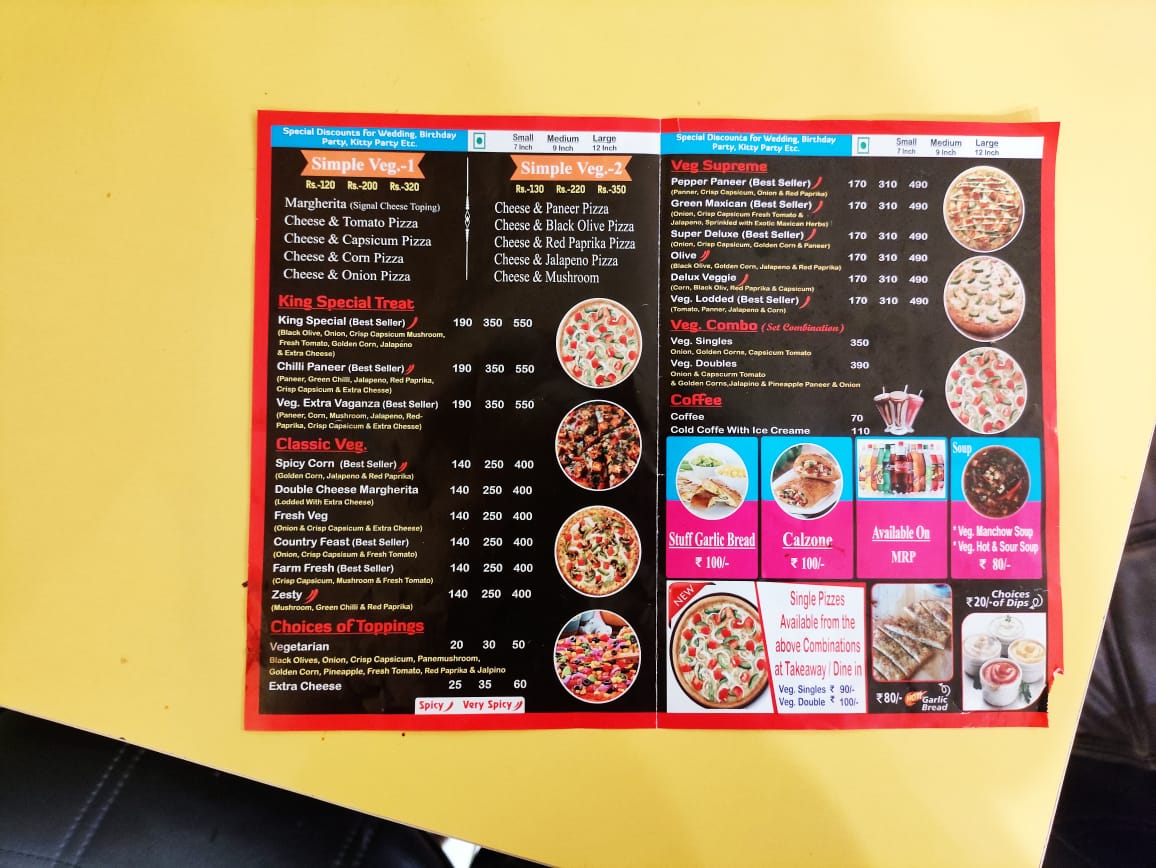 Special Discounts for Wedding, Birthday
Party, Kitty Party Etc.
Small Medium Large
7 Inch 9 Inch 12 Inch
Simple Veg.-1
Rs.-120 Rs.-200 Rs.-320
Margherita (Signal Cheese Toping)
Cheese & Tomato Pizza
Cheese & Capsicum Pizza
Cheese & Corn Pizza
Cheese & Onion Pizza
Simple Veg.-2
Rs.-130 Rs.-220 Rs.-350
Cheese & Paneer Pizza
Cheese & Black Olive Pizza
Cheese & Red Paprika Pizza
Cheese & Jalapeno Pizza
Cheese & Mushroom
King Special Treat
King Special (Best Seller) 190 350 550
(Black Olive, Onion, Crisp Capsicum Mushroom,
Fresh Tomato, Golden Corn, Jalapeno
& Extra Cheese)
Chilli Paneer (Best Seller) 190 350 550
(Paneer, Green Chilli, Jalapeno, Red Paprika,
Crisp Capsicum & Extra Chesse)
Veg. Extra Vaganza (Best Seller) 190 350 550
(Paneer, Corn, Mushroom, Jalapeno, Red-
Paprika, Crisp Capsicum & Extra Chesse)
Classic Veg.
Spicy Corn (Best Seller) 140 250 400
(Golden Corn, Jalapeno & Red Paprika)
Double Cheese Margherita 140 250 400
(Lodded With Extra Cheese)
Fresh Veg 140 250 400
(Onion & Crisp Capsicum & Extra Cheese)
Country Feast (Best Seller) 140 250 400
(Onion, Crisp Capsisum & Fresh Tomato)
Farm Fresh (Best Seller) 140 250 400
(Crisp Capsicum, Mushroom & Fresh Tomato)
Zesty 140 250 400
(Mushroom, Green Chilli & Red Paprika)
Choices of Toppings
Vegetarian 20 30 50
Black Olives, Onion, Crisp Capsicum, Panemushroom,
Golden Corn, Pineapple, Fresh Tomato, Red Paprika & Jalpino
Extra Cheese 25 35 60
Spicy Very Spicy
Special Discounts for Wedding, Birthday
Party, Kitty Party Etc.
Small Medium Large
7 Inch 9 Inch 12 Inch
Veg Supreme
Pepper Paneer (Best Seller) 170 310 490
(Panner, Crisp Capsicum, Onion & Red Paprika)
Green Maxican (Best Seller) 170 310 490
(Onion, Crisp Capsicum Fresh Tomato &
Jalapeno, Sprinkled with Exotic Maxican Herbs)
Super Deluxe (Best Seller) 170 310 490
(Onion, Crisp Capsicum, Golden Corn & Paneer)
Olive 170 310 490
(Black Olive, Golden Corn, Jalapeno & Red Paprika)
Delux Veggie 170 310 490
(Corn, Black Oliv, Red Paprika & Capsicum)
Veg. Lodded (Best Seller) 170 310 490
(Tomato, Panner, Jalapeno & Corn)
Veg. Combo (Set Combination)
Veg. Singles 350
Onion, Golden Corns, Capsicum Tomato
Veg. Doubles 390
Onion & Capscurm Tomato
& Golden Corns,Jalapino & Pineapple Paneer & Onion
Coffee
Coffee 70
Cold Coffe With Ice Creame 110
Stuff Garlic Bread
₹ 100/-
Calzone
₹ 100/-
Available On
MRP
Soup
* Veg. Manchow Soup
* Veg. Hot & Sour Soup
₹ 80/-
NEW
Single Pizzes
Available from the
above Combinations
at Takeaway / Dine in
Veg. Singles ₹ 90/-
Veg. Double ₹ 100/-
₹80/- HOT Garlic
Bread
Choices
₹20/-of Dips